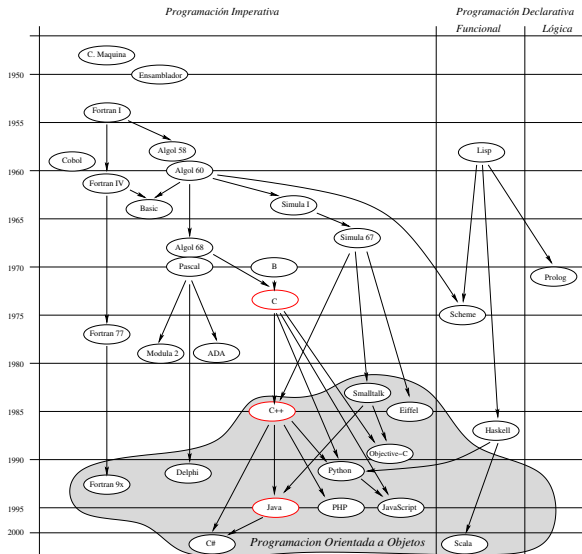 Programación Imperativa
Programación Declarativa
Funcional
Lógica
C. Maquina
1950
Ensamblador
Fortran I
1955
Algol 58
Lisp
Cobol
1960
Algol 60
Fortran IV
Basic
Simula I
1965
Simula 67
Algol 68
1970
Pascal
B
Prolog
C
1975
Scheme
Fortran 77
Modula 2
ADA
1980
Smalltalk
1985
C++
Eiffel
Haskell
Objective-C
1990
Delphi
Python
Fortran 9x
1995
Java
PHP
JavaScript
2000
C#
Programacion Orientada a Objetos
Scala